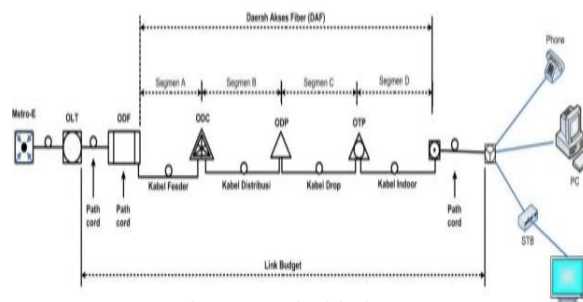 Daerah Akses Fiber (DAF)
Segmen A
Segmen B
Segmen C
Segmen D
Phone
Metro-E
OLT
ODF
ODC
ODP
OTP
PC
Kabel Feeder
Kabel Distribusi
Kabel Drop
Kabel Indoor
Path cord
Path cord
Path cord
STB
Link Budget